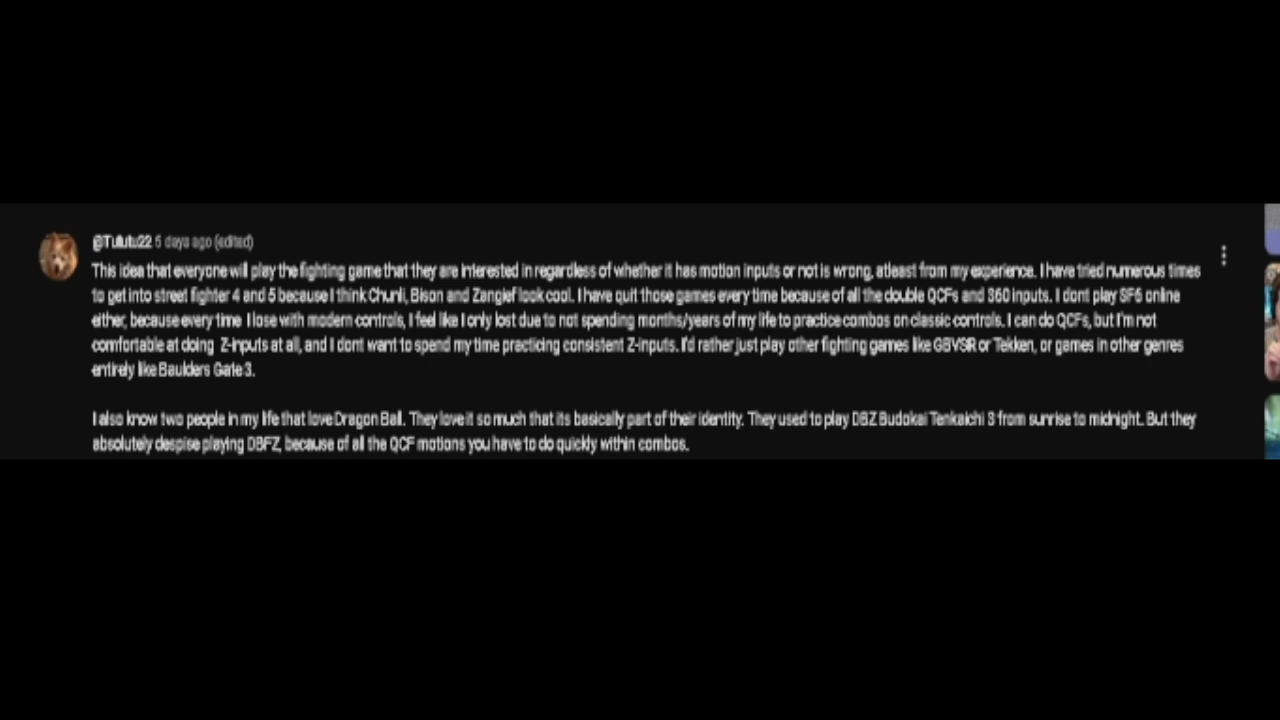 @Tululu22 6 days ago (edited)
This idea that everyone will play the fighting game that they are interested in regardless of whether it has motion inputs or not is wrong, atleast from my experience. I have tried numerous times
to get into street fighter 4 and 5 because I think Chunli, Bison and Zangief look cool. I have quit those games every time because of all the double QCFs and 360 inputs. I dont play SF6 online
either, because every time I lose with modern controls, I feel like I only lost due to not spending months/years of my life to practice combos on classic controls. I can do QCFs, but I'm not
comfortable at doing Z-inputs at all, and I dont want to spend my time practicing consistent Z-inputs. I'd rather just play other fighting games like GBVSR or Tekken, or games in other genres
entirely like Baulders Gate 3.
I also know two people in my life that love Dragon Ball. They love it so much that its basically part of their identity. They used to play DBZ Budokai Tenkaichi 3 from sunrise to midnight. But they
absolutely despise playing DBFZ, because of all the QCF motions you have to do quickly within combos.